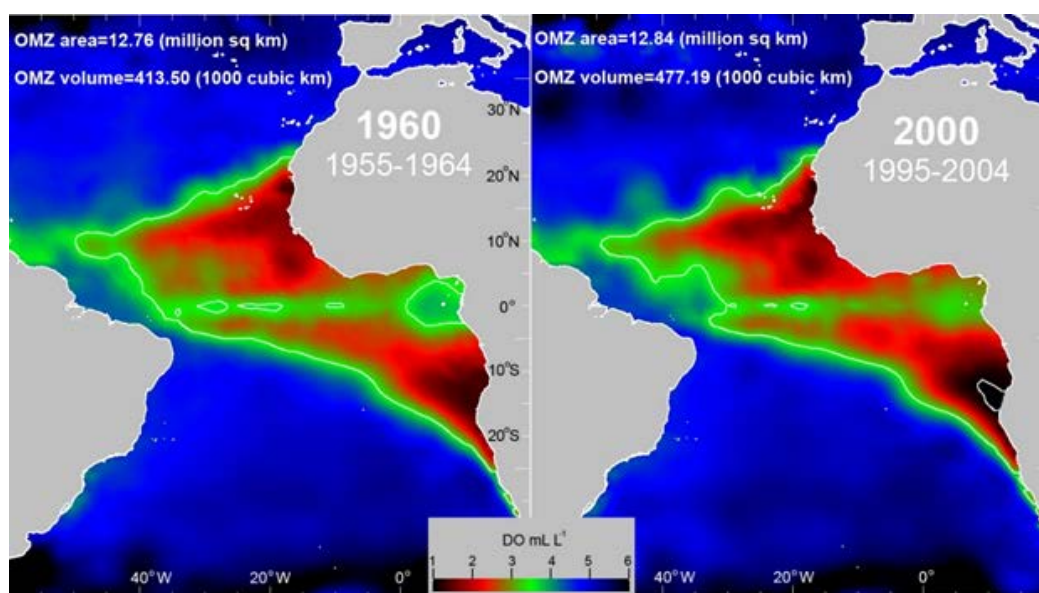 OMZ area=12.76 (million sq km)
OMZ volume=413.50 (1000 cubic km)
1960
1955-1964
30°N
20°N
10°N
0°
10°S
20°S
40°W
20°W
0°
OMZ area=12.84 (million sq km)
OMZ volume=477.19 (1000 cubic km)
2000
1995-2004
40°W
20°W
0°
DO mL L⁻¹
1 2 3 4 5 6